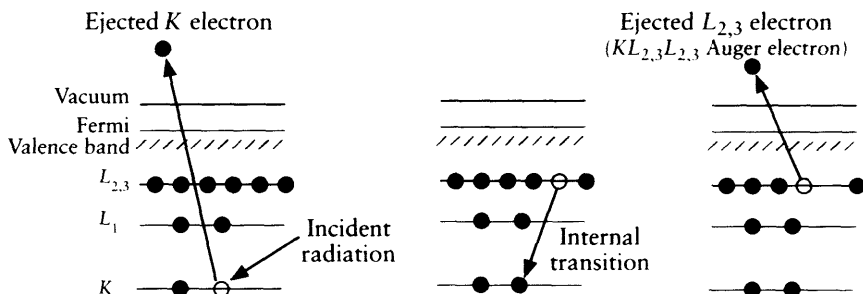 Ejected K electron
Vacuum
Fermi
Valence band
L2,3
L1
K
Incident
radiation
Internal
transition
Ejected L2,3 electron
(KL2,3L2,3 Auger electron)